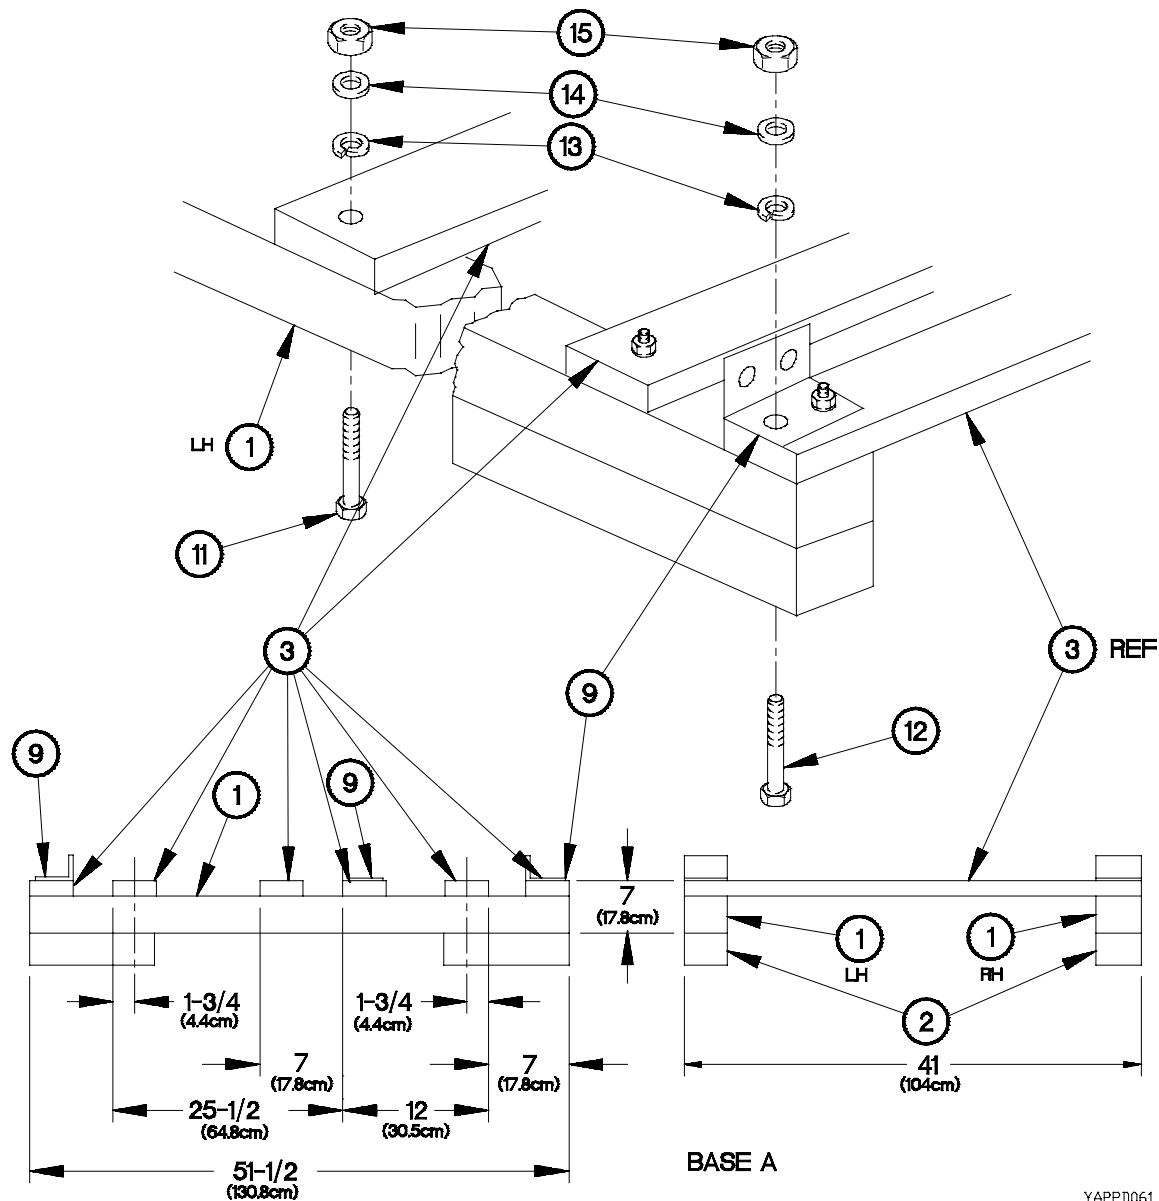 15
14
13
LH 1
11
3
3 REF
9
12
9
1
9
7
(17.8cm)
1
LH
1
RH
1-3/4
(4.4cm)
1-3/4
(4.4cm)
2
7
(17.8cm)
7
(17.8cm)
41
(104cm)
25-1/2
(64.8cm)
12
(30.5cm)
51-1/2
(130.8cm)
BASE A
YAPPD061